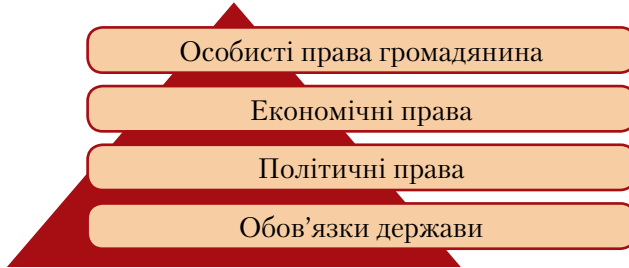 Особисті права громадянина
Економічні права
Політичні права
Обов’язки держави